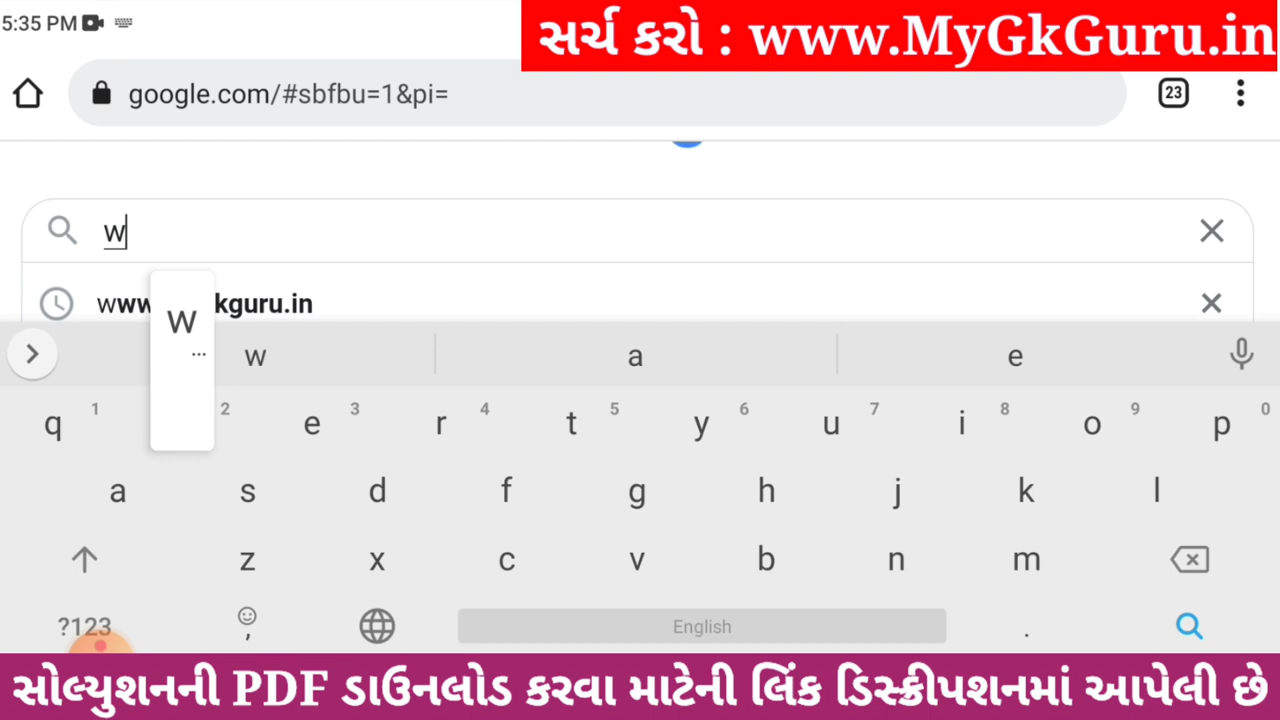 5:35 PM
સર્ચ કરો : www.MyGkGuru.in
google.com/#sbfbu=1&pi=
23
w
www kguru.in
w
...
w a e
q 1 2 e 3 r 4 t 5 y 6 u 7 i 8 o 9 p 0
a s d f g h j k l
z x c v b n m
?123 , English .
સોલ્યુશનની PDF ડાઉનલોડ કરવા માટેની લિંક ડિસ્ક્રીપશનમાં આપેલી છે